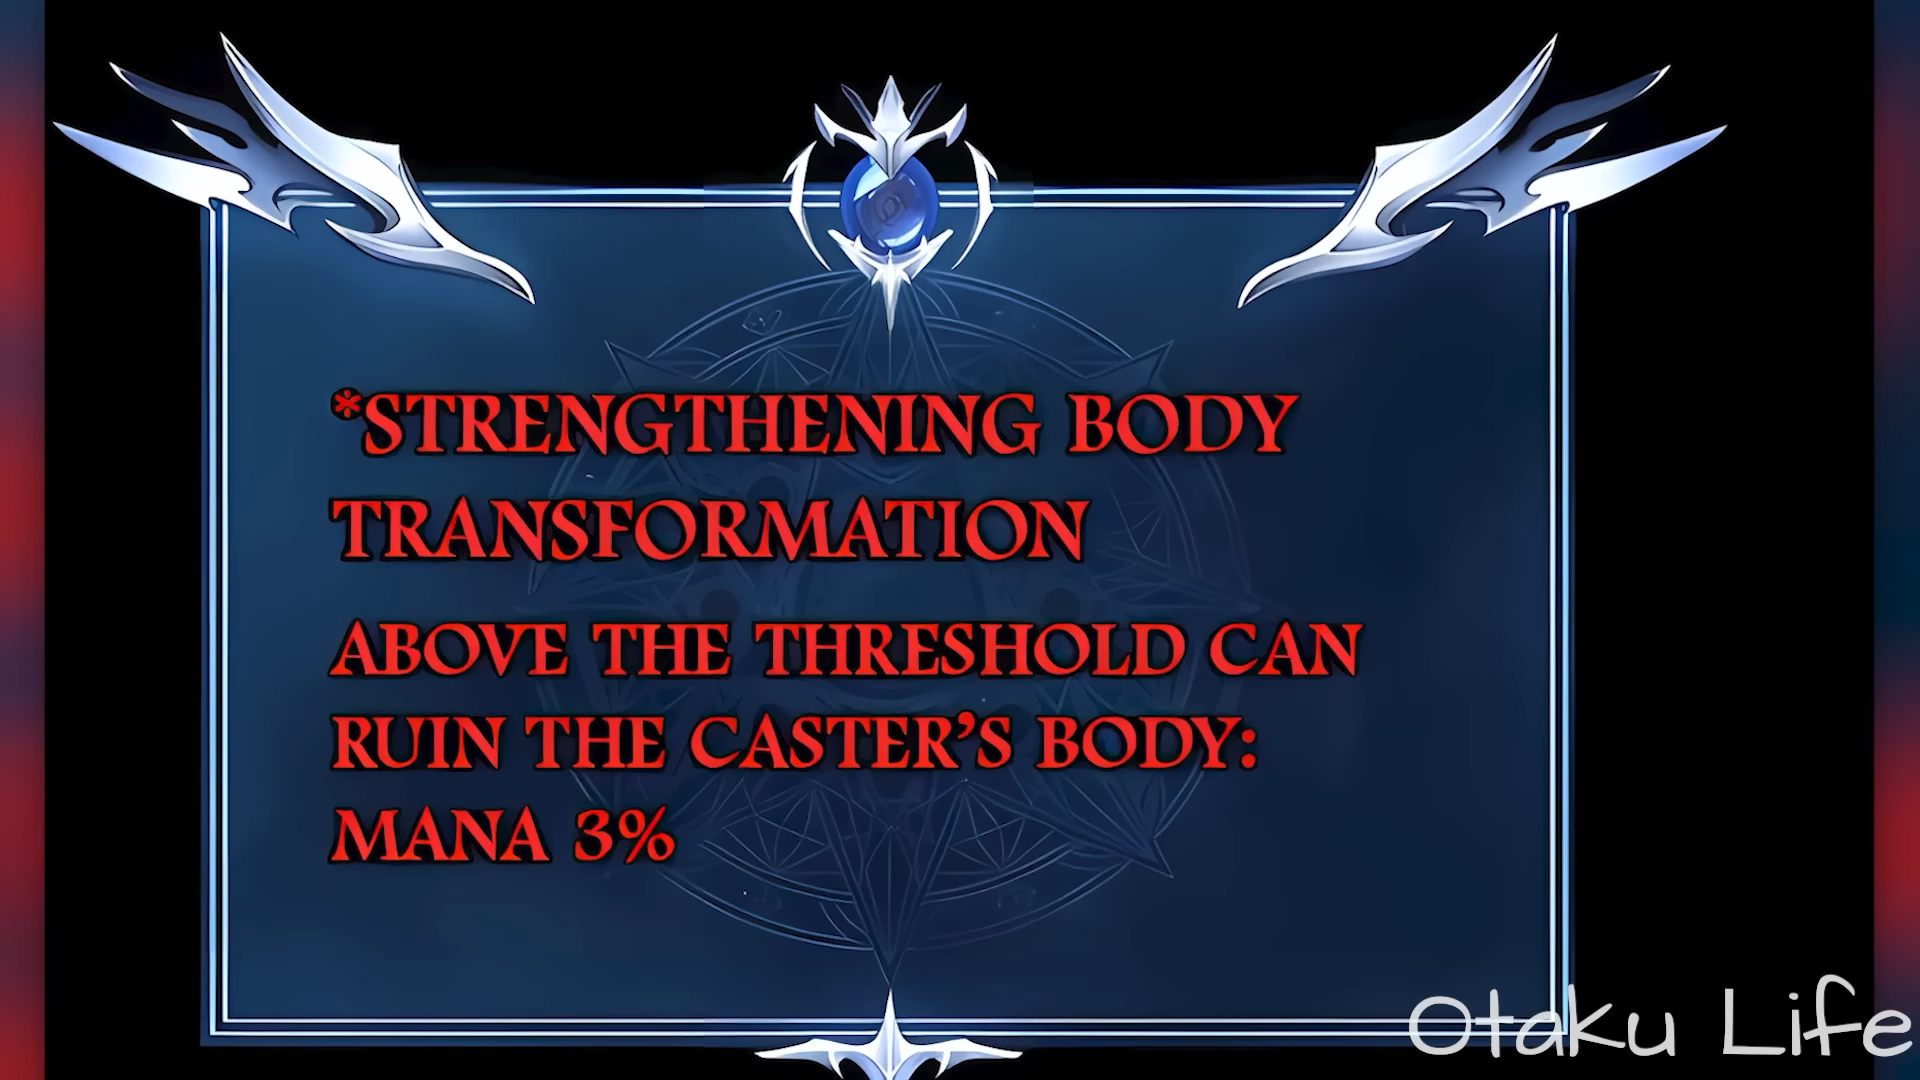 *STRENGTHENING BODY
TRANSFORMATION
ABOVE THE THRESHOLD CAN
RUIN THE CASTER'S BODY:
MANA 3%
Otaku Life